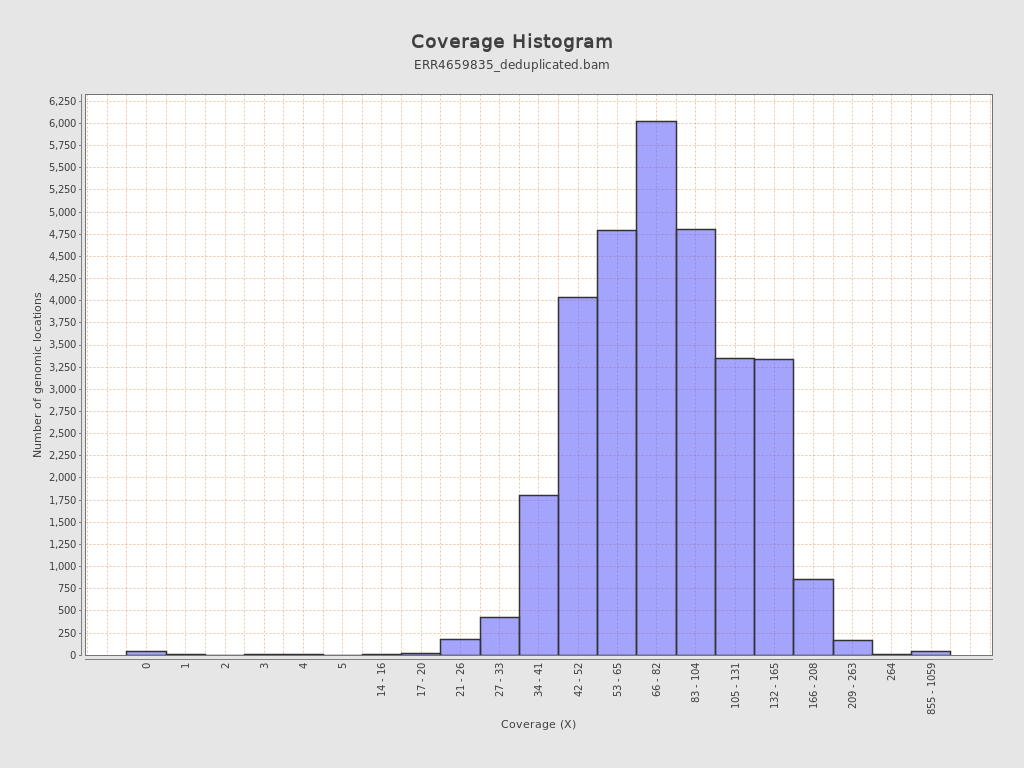 Coverage Histogram
ERR4659835_deduplicated.bam
Number of genomic locations
6,250
6,000
5,750
5,500
5,250
5,000
4,750
4,500
4,250
4,000
3,750
3,500
3,250
3,000
2,750
2,500
2,250
2,000
1,750
1,500
1,250
1,000
750
500
250
0
0
1
2
3
4
5
14 - 16
17 - 20
21 - 26
27 - 33
34 - 41
42 - 52
53 - 65
66 - 82
83 - 104
105 - 131
132 - 165
166 - 208
209 - 263
264
855 - 1059
Coverage (X)